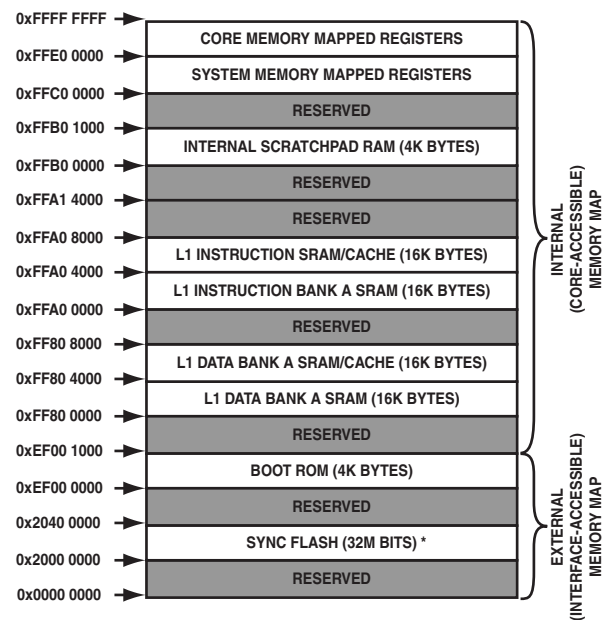 0xFFFF FFFF
CORE MEMORY MAPPED REGISTERS
0xFFE0 0000
SYSTEM MEMORY MAPPED REGISTERS
0xFFC0 0000
RESERVED
0xFFB0 1000
INTERNAL SCRATCHPAD RAM (4K BYTES)
0xFFB0 0000
RESERVED
0xFFA1 4000
RESERVED
0xFFA0 8000
L1 INSTRUCTION SRAM/CACHE (16K BYTES)
0xFFA0 4000
L1 INSTRUCTION BANK A SRAM (16K BYTES)
0xFFA0 0000
RESERVED
0xFF80 8000
L1 DATA BANK A SRAM/CACHE (16K BYTES)
0xFF80 4000
L1 DATA BANK A SRAM (16K BYTES)
0xFF80 0000
RESERVED
0xEF00 1000
BOOT ROM (4K BYTES)
0xEF00 0000
RESERVED
0x2040 0000
SYNC FLASH (32M BITS) *
0x2000 0000
RESERVED
0x0000 0000
INTERNAL
(CORE-ACCESSIBLE)
MEMORY MAP
EXTERNAL
(INTERFACE-ACCESSIBLE)
MEMORY MAP